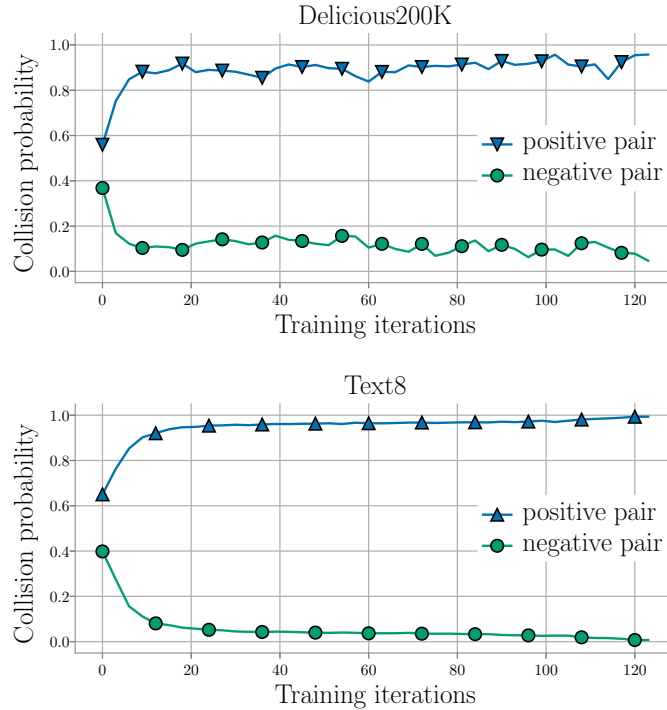 Delicious200K
Collision probability
1.0
0.8
0.6
0.4
0.2
0.0
positive pair
negative pair
0 20 40 60 80 100 120
Training iterations
Text8
Collision probability
1.0
0.8
0.6
0.4
0.2
0.0
positive pair
negative pair
0 20 40 60 80 100 120
Training iterations